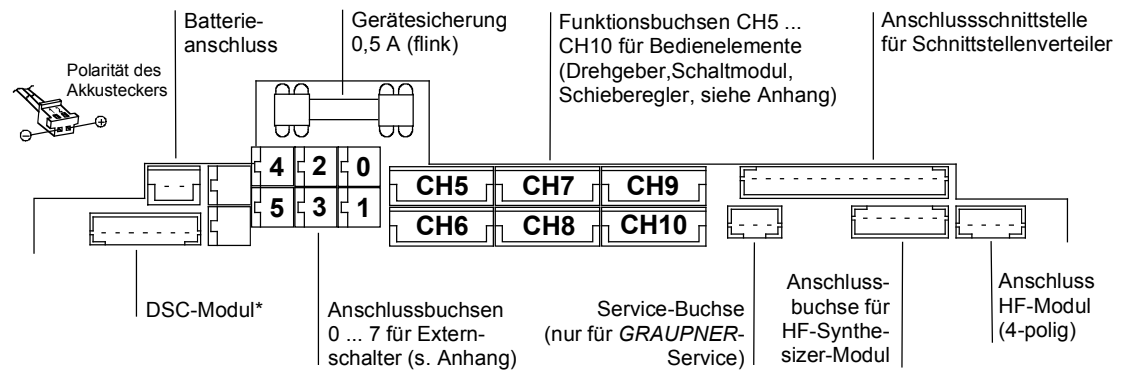 Batterie-
anschluss
Gerätesicherung
0,5 A (flink)
Funktionsbuchsen CH5 ...
CH10 für Bedienelemente
(Drehgeber,Schaltmodul,
Schieberegler, siehe Anhang)
Anschlussschnittstelle
für Schnittstellenverteiler
Polarität des
Akkusteckers
4 2 0
5 3 1
CH5 CH7 CH9
CH6 CH8 CH10
DSC-Modul*
Anschlussbuchsen
0 ... 7 für Extern-
schalter (s. Anhang)
Service-Buchse
(nur für GRAUPNER-
Service)
Anschluss-
buchse für
HF-Synthe-
sizer-Modul
Anschluss
HF-Modul
(4-polig)